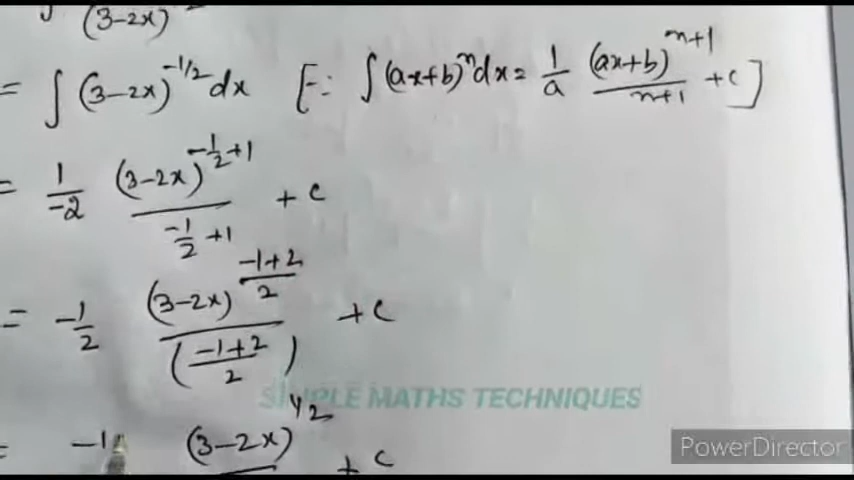 ∫ (3-2x)
= ∫ (3-2x)^{-1/2} dx [∵ ∫(ax+b)^n dx = 1/a (ax+b)^{n+1}/(n+1) + c]
= 1/-2 (3-2x)^{-1/2+1}/(-1/2+1) + c
= -1/2 (3-2x)^{(-1+2)/2}/((-1+2)/2) + c
= -1 (3-2x)^{1/2} + c
SIMPLE MATHS TECHNIQUES
PowerDirector